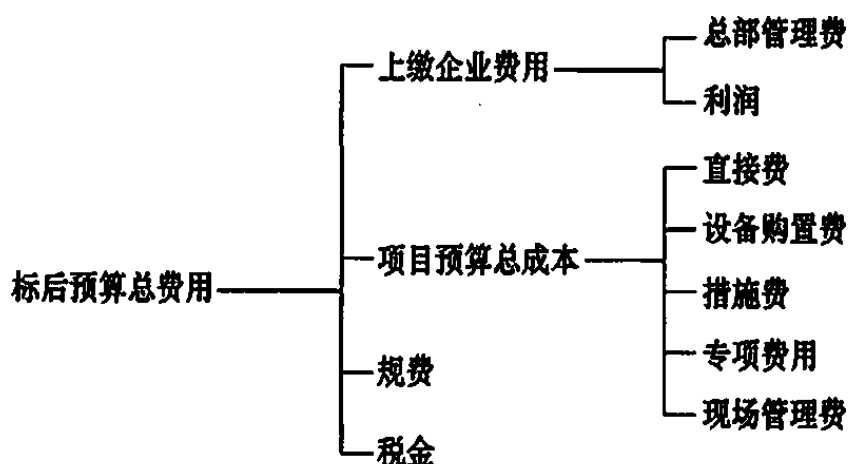 标后预算总费用
上缴企业费用
总部管理费
利润
项目预算总成本
直接费
设备购置费
措施费
专项费用
现场管理费
规费
税金